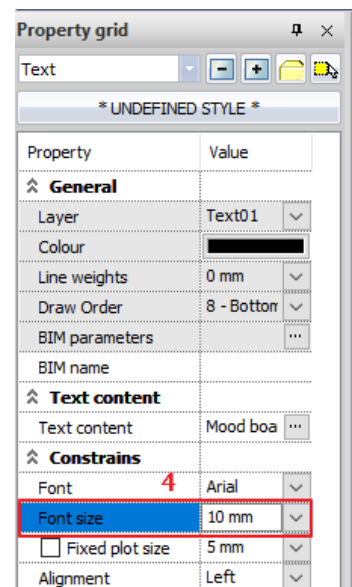 Property grid
Text
* UNDEFINED STYLE *
Property Value
General
Layer Text01
Colour
Line weights 0 mm
Draw Order 8 - Bottom
BIM parameters ...
BIM name
Text content
Text content Mood boa ...
Constrains
Font 4 Arial
Font size 10 mm
Fixed plot size 5 mm
Alignment Left